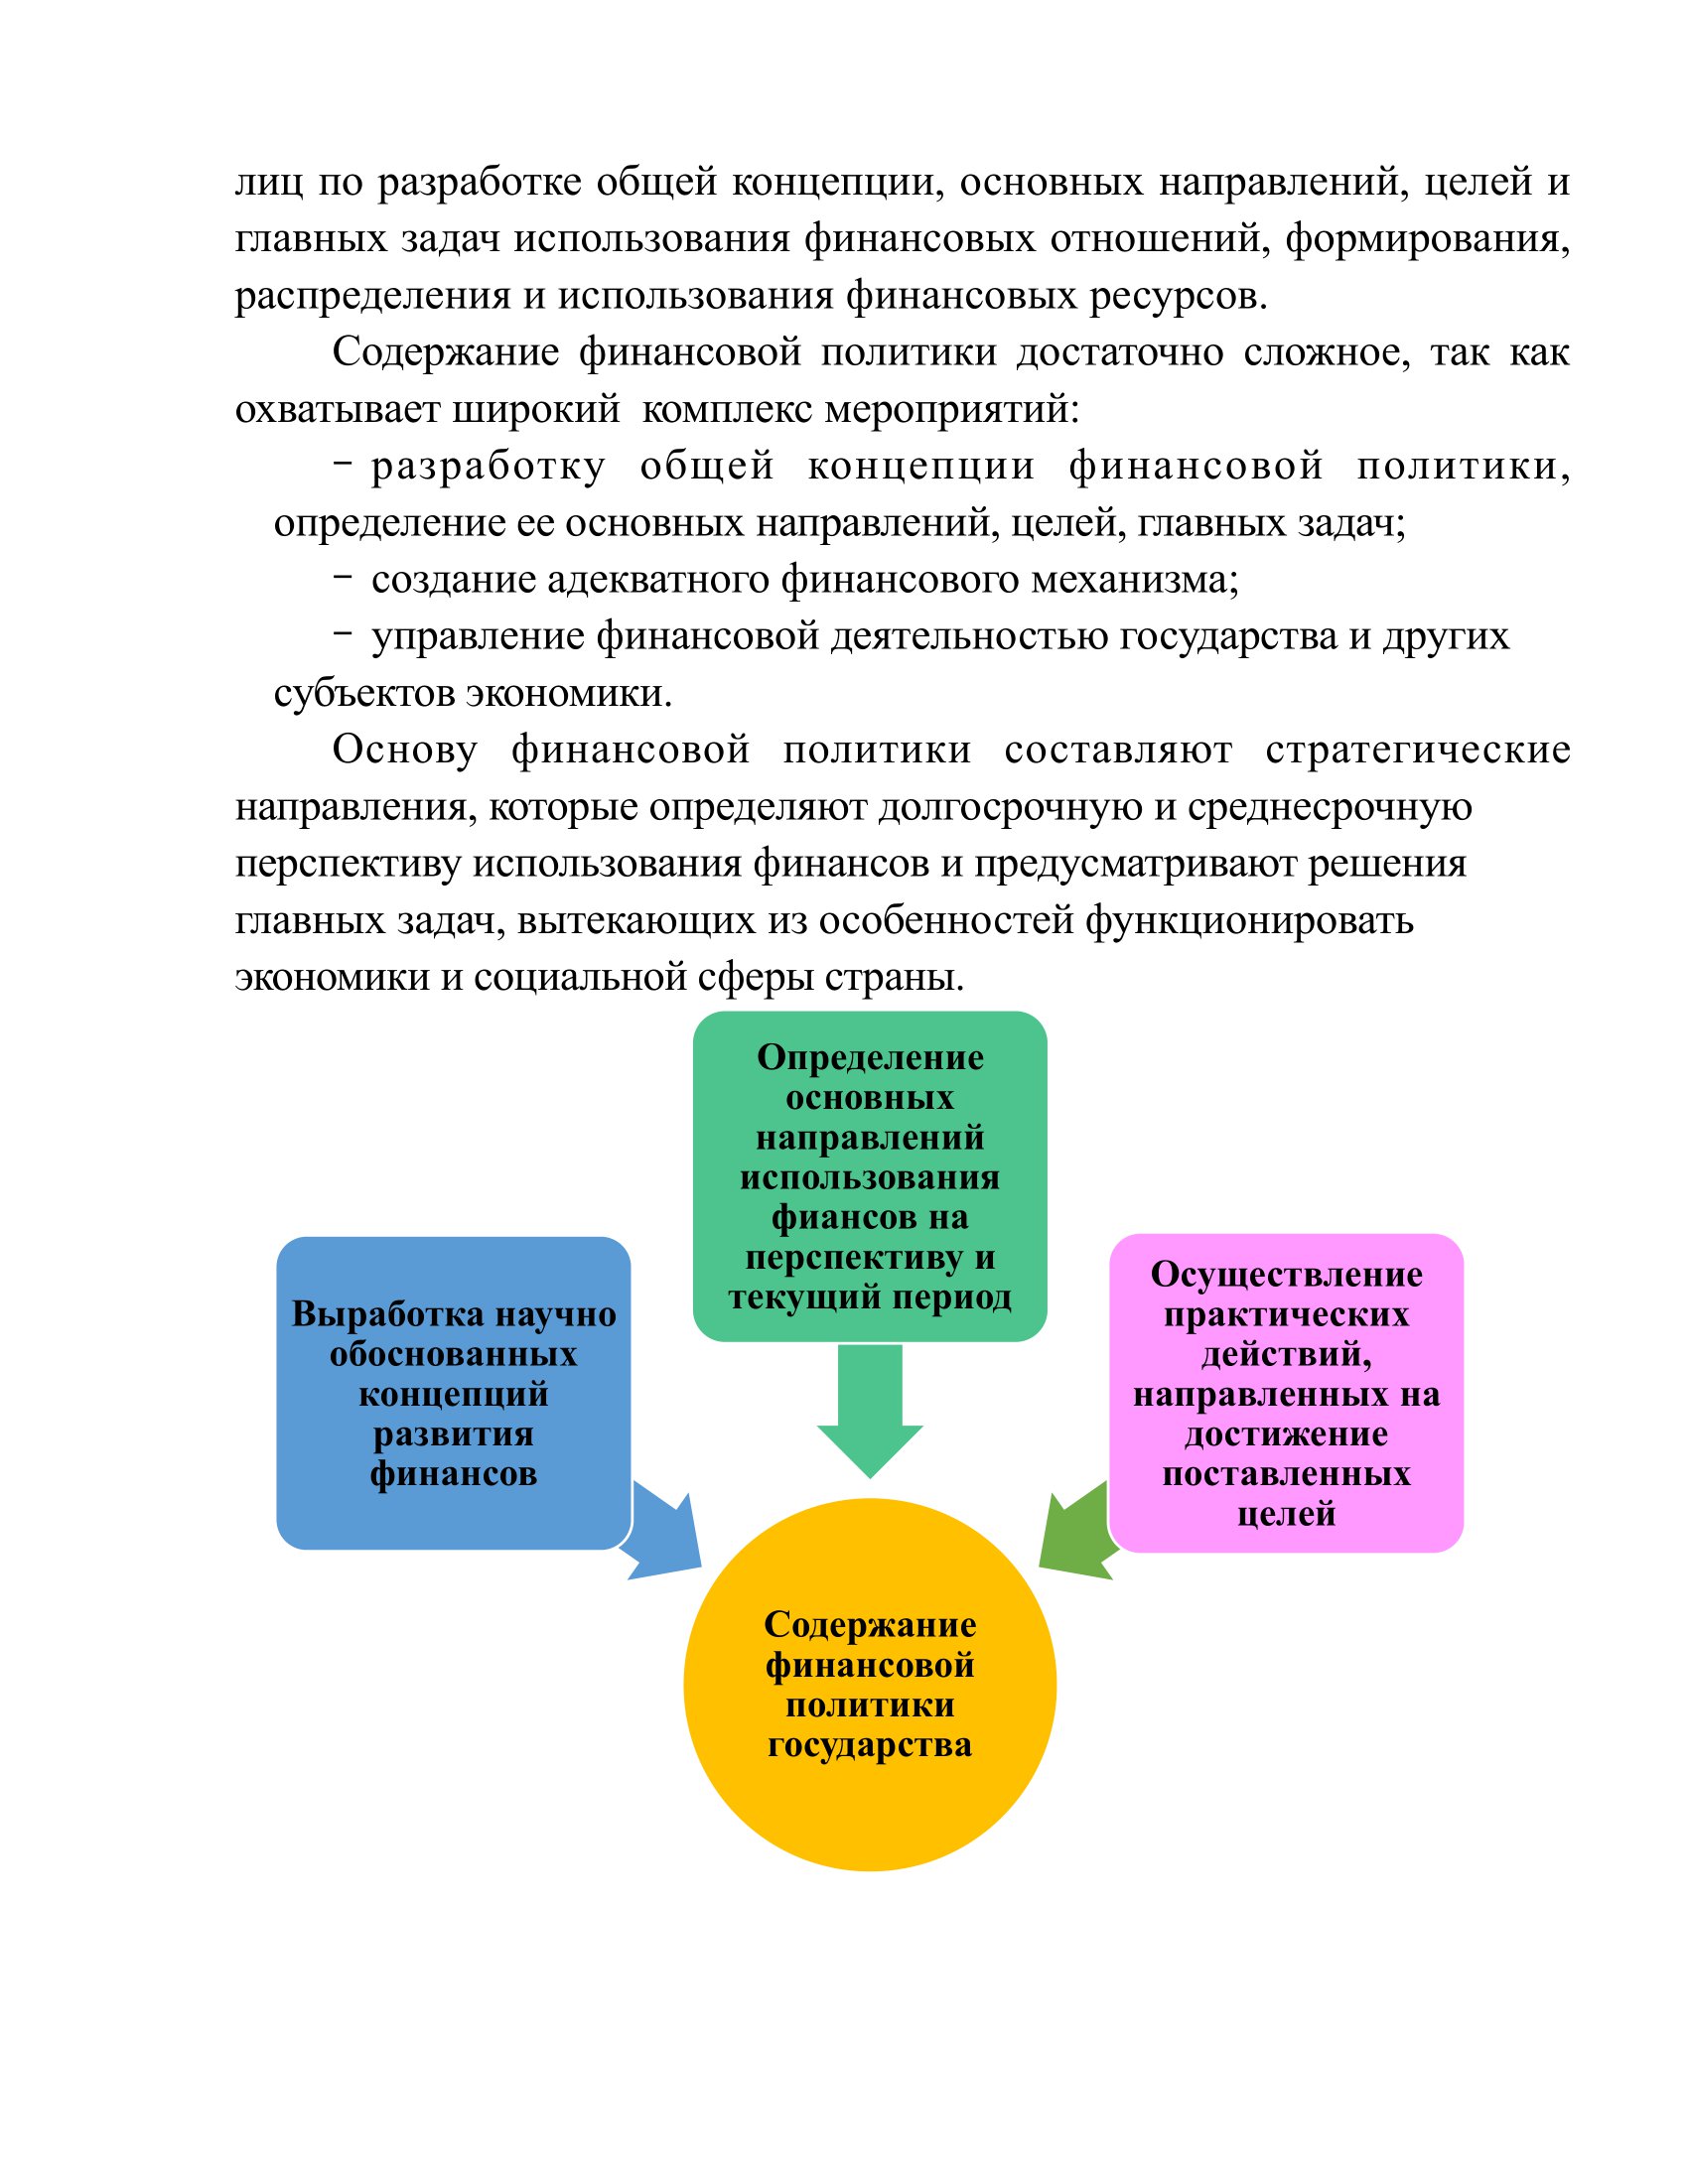 лиц по разработке общей концепции, основных направлений, целей и
главных задач использования финансовых отношений, формирования,
распределения и использования финансовых ресурсов.
Содержание финансовой политики достаточно сложное, так как
охватывает широкий  комплекс мероприятий:
− разработку общей концепции финансовой политики,
определение ее основных направлений, целей, главных задач;
− создание адекватного финансового механизма;
− управление финансовой деятельностью государства и других
субъектов экономики.
Основу финансовой политики составляют стратегические
направления, которые определяют долгосрочную и среднесрочную
перспективу использования финансов и предусматривают решения
главных задач, вытекающих из особенностей функционировать
экономики и социальной сферы страны.
Определение
основных
направлений
использования
фиансов на
перспективу и
текущий период
Выработка научно
обоснованных
концепций
развития
финансов
Осуществление
практических
действий,
направленных на
достижение
поставленных
целей
Содержание
финансовой
политики
государства